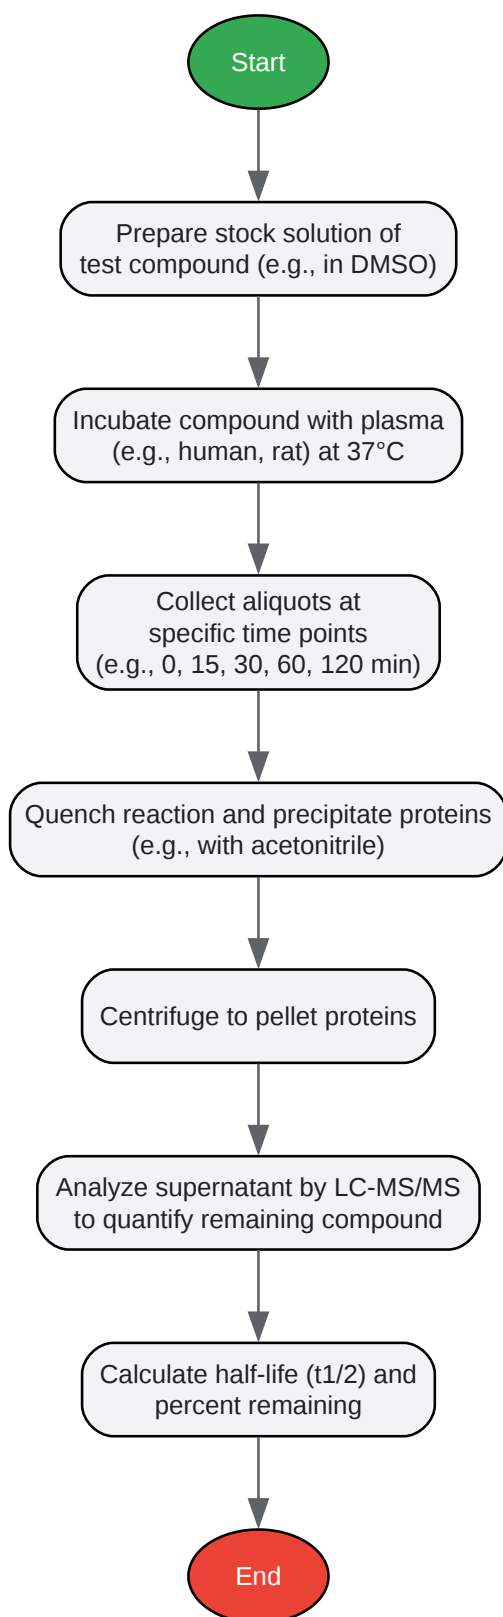 Start
Prepare stock solution of
test compound (e.g., in DMSO)
Incubate compound with plasma
(e.g., human, rat) at 37°C
Collect aliquots at
specific time points
(e.g., 0, 15, 30, 60, 120 min)
Quench reaction and precipitate proteins
(e.g., with acetonitrile)
Centrifuge to pellet proteins
Analyze supernatant by LC-MS/MS
to quantify remaining compound
Calculate half-life (t1/2) and
percent remaining
End